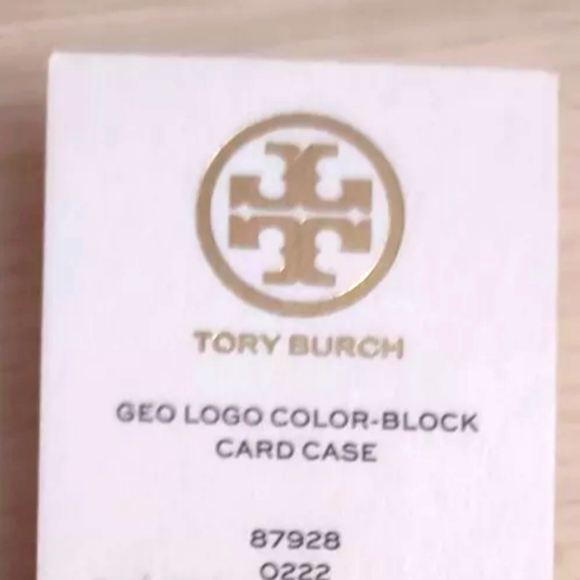 TORY BURCH
GEO LOGO COLOR-BLOCK
CARD CASE
87928
0222